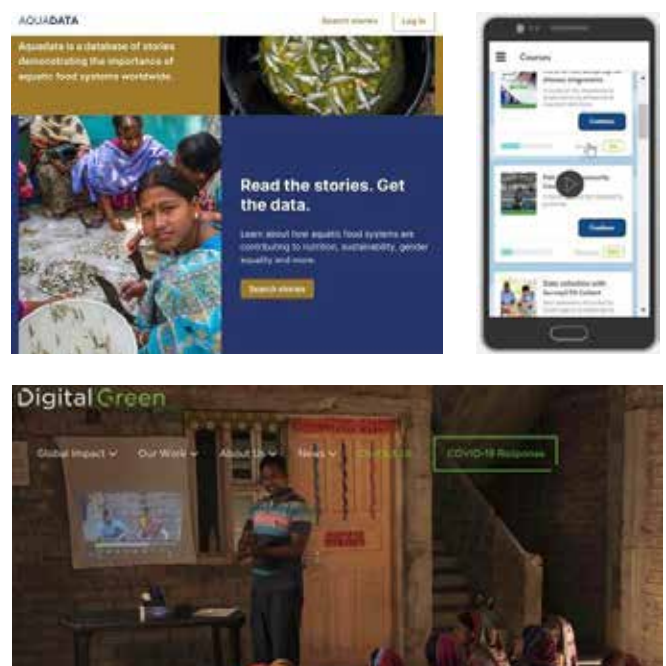 AQUADATA
Search stories
Log in
Aquadata is a database of stories
demonstrating the importance of
aquatic food systems worldwide.
Read the stories. Get
the data.
Learn about how aquatic food systems are
contributing to nutrition, sustainability, gender
equality and more.
Search stories
Courses
Continue
Continue
Data collection with
DigitalGreen
Global Impact
Our Work
About Us
News
Contact Us
COVID-19 Response